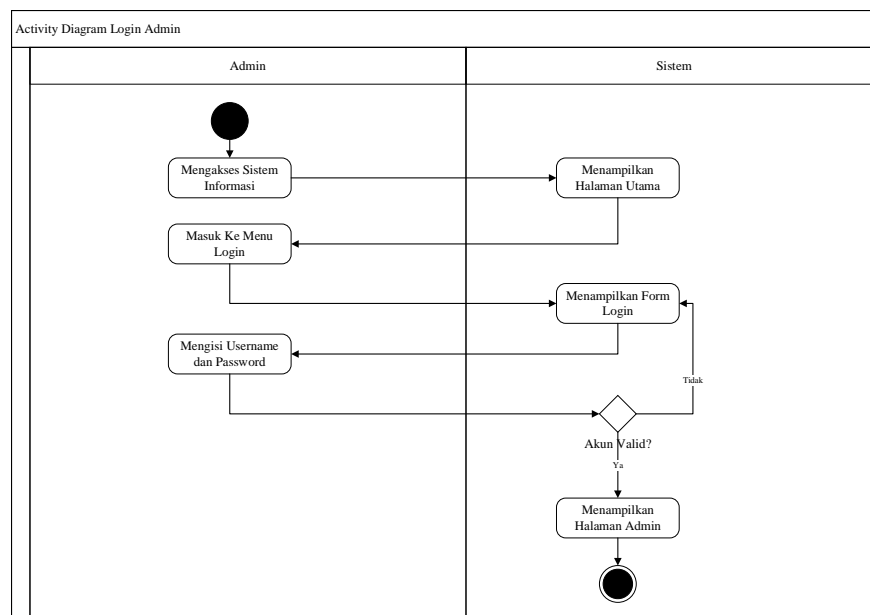 Activity Diagram Login Admin
Admin
Sistem
Mengakses Sistem
Informasi
Menampilkan
Halaman Utama
Masuk Ke Menu
Login
Menampilkan Form
Login
Mengisi Username
dan Password
Tidak
Akun Valid?
Ya
Menampilkan
Halaman Admin